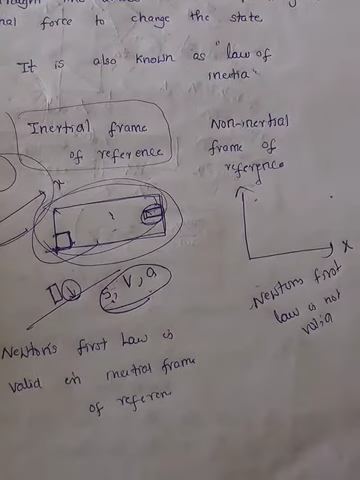 nal force to change the state.
It is also known as "law of
inertia"
Inertial frame
of reference
Non-inertial
frame of
reference
s, v, a
x
Newtons first
law is not
valid
Newton's first Law is
valid in inertial frame
of referen